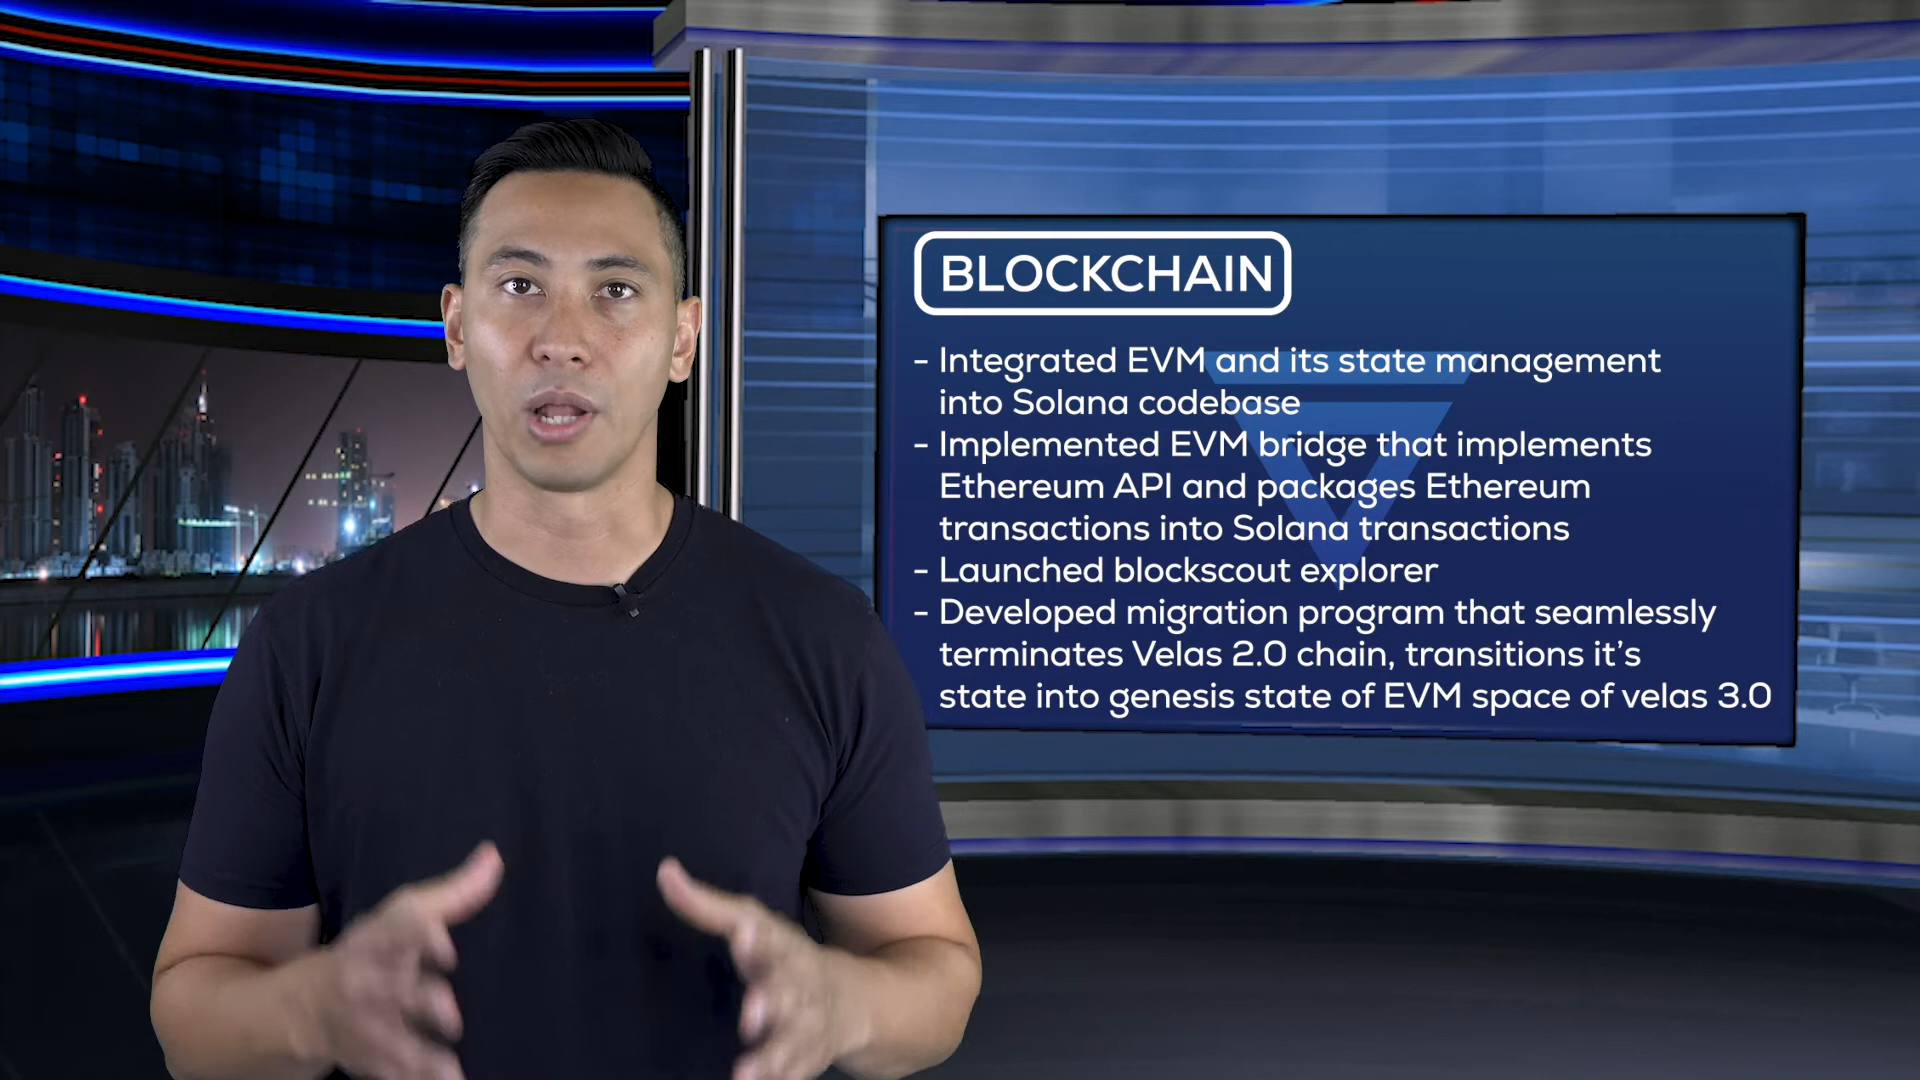 BLOCKCHAIN
- Integrated EVM and its state management
into Solana codebase
- Implemented EVM bridge that implements
Ethereum API and packages Ethereum
transactions into Solana transactions
- Launched blockscout explorer
- Developed migration program that seamlessly
terminates Velas 2.0 chain, transitions it's
state into genesis state of EVM space of velas 3.0